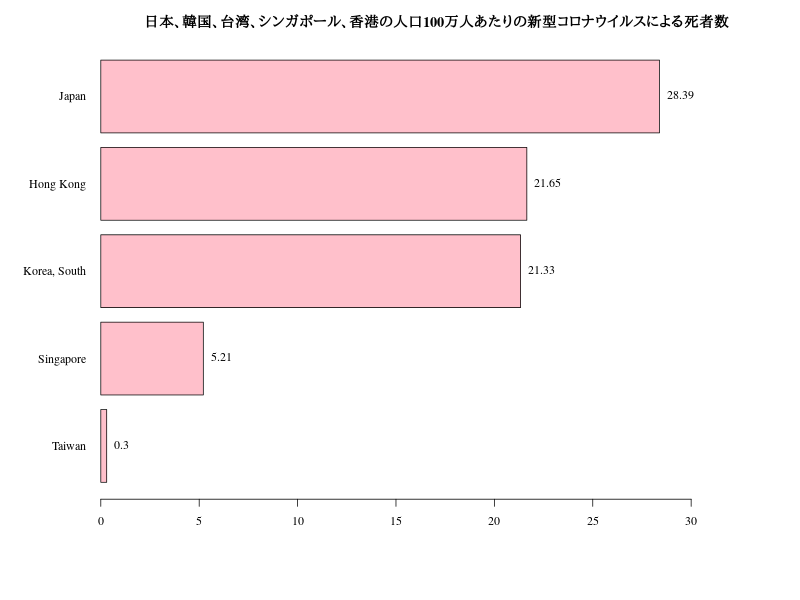 日本、韓国、台湾、シンガポール、香港の人口100万人あたりの新型コロナウイルスによる死者数
Japan 28.39
Hong Kong 21.65
Korea, South 21.33
Singapore 5.21
Taiwan 0.3
0 5 10 15 20 25 30